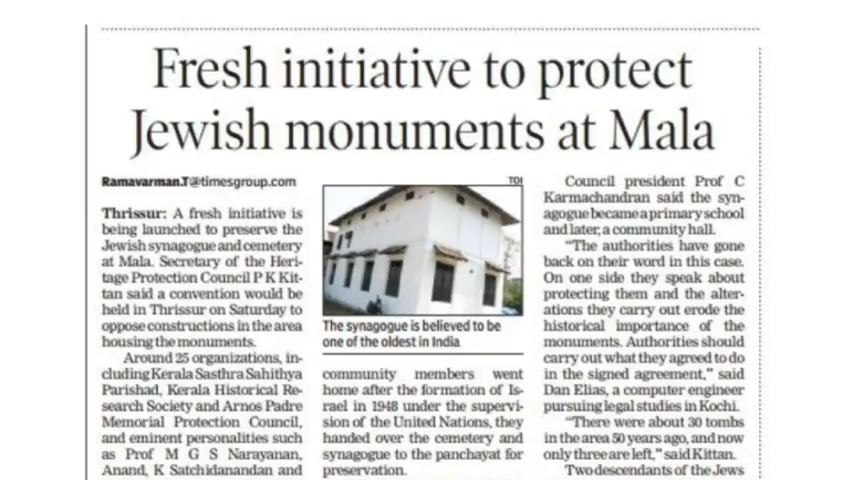 Fresh initiative to protect
Jewish monuments at Mala
Ramavarman.T@timesgroup.com
Thrissur: A fresh initiative is
being launched to preserve the
Jewish synagogue and cemetery
at Mala. Secretary of the Heri-
tage Protection Council P K Kit-
tan said a convention would be
held in Thrissur on Saturday to
oppose constructions in the area
housing the monuments.
Around 25 organizations, in-
cluding Kerala Sasthra Sahithya
Parishad, Kerala Historical Re-
search Society and Arnos Padre
Memorial Protection Council,
and eminent personalities such
as Prof M G S Narayanan,
Anand, K Satchidanandan and
TOI
The synagogue is believed to be
one of the oldest in India
community members went
home after the formation of Is-
rael in 1948 under the supervi-
sion of the United Nations, they
handed over the cemetery and
synagogue to the panchayat for
preservation.
Council president Prof C
Karmachandran said the syn-
agogue became a primary school
and later, a community hall.
"The authorities have gone
back on their word in this case.
On one side they speak about
protecting them and the alter-
ations they carry out erode the
historical importance of the
monuments. Authorities should
carry out what they agreed to do
in the signed agreement," said
Dan Elias, a computer engineer
pursuing legal studies in Kochi.
"There were about 30 tombs
in the area 50 years ago, and now
only three are left," said Kittan.
Two descendants of the Jews